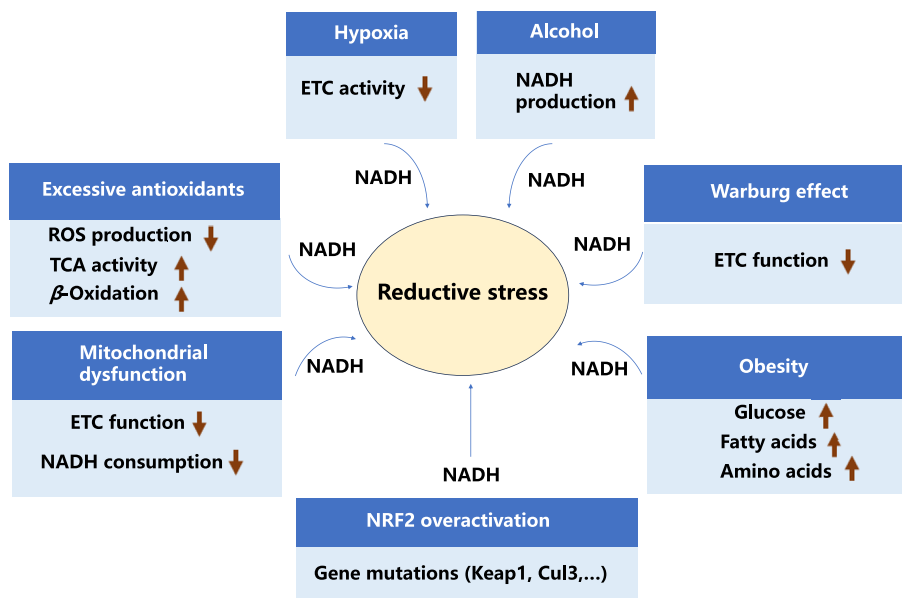 Hypoxia
ETC activity
NADH
Alcohol
NADH
production
NADH
Excessive antioxidants
ROS production
TCA activity
β-Oxidation
NADH
Warburg effect
ETC function
NADH
Reductive stress
Mitochondrial
dysfunction
ETC function
NADH consumption
NADH
Obesity
Glucose
Fatty acids
Amino acids
NADH
NADH
NRF2 overactivation
Gene mutations (Keap1, Cul3,...)